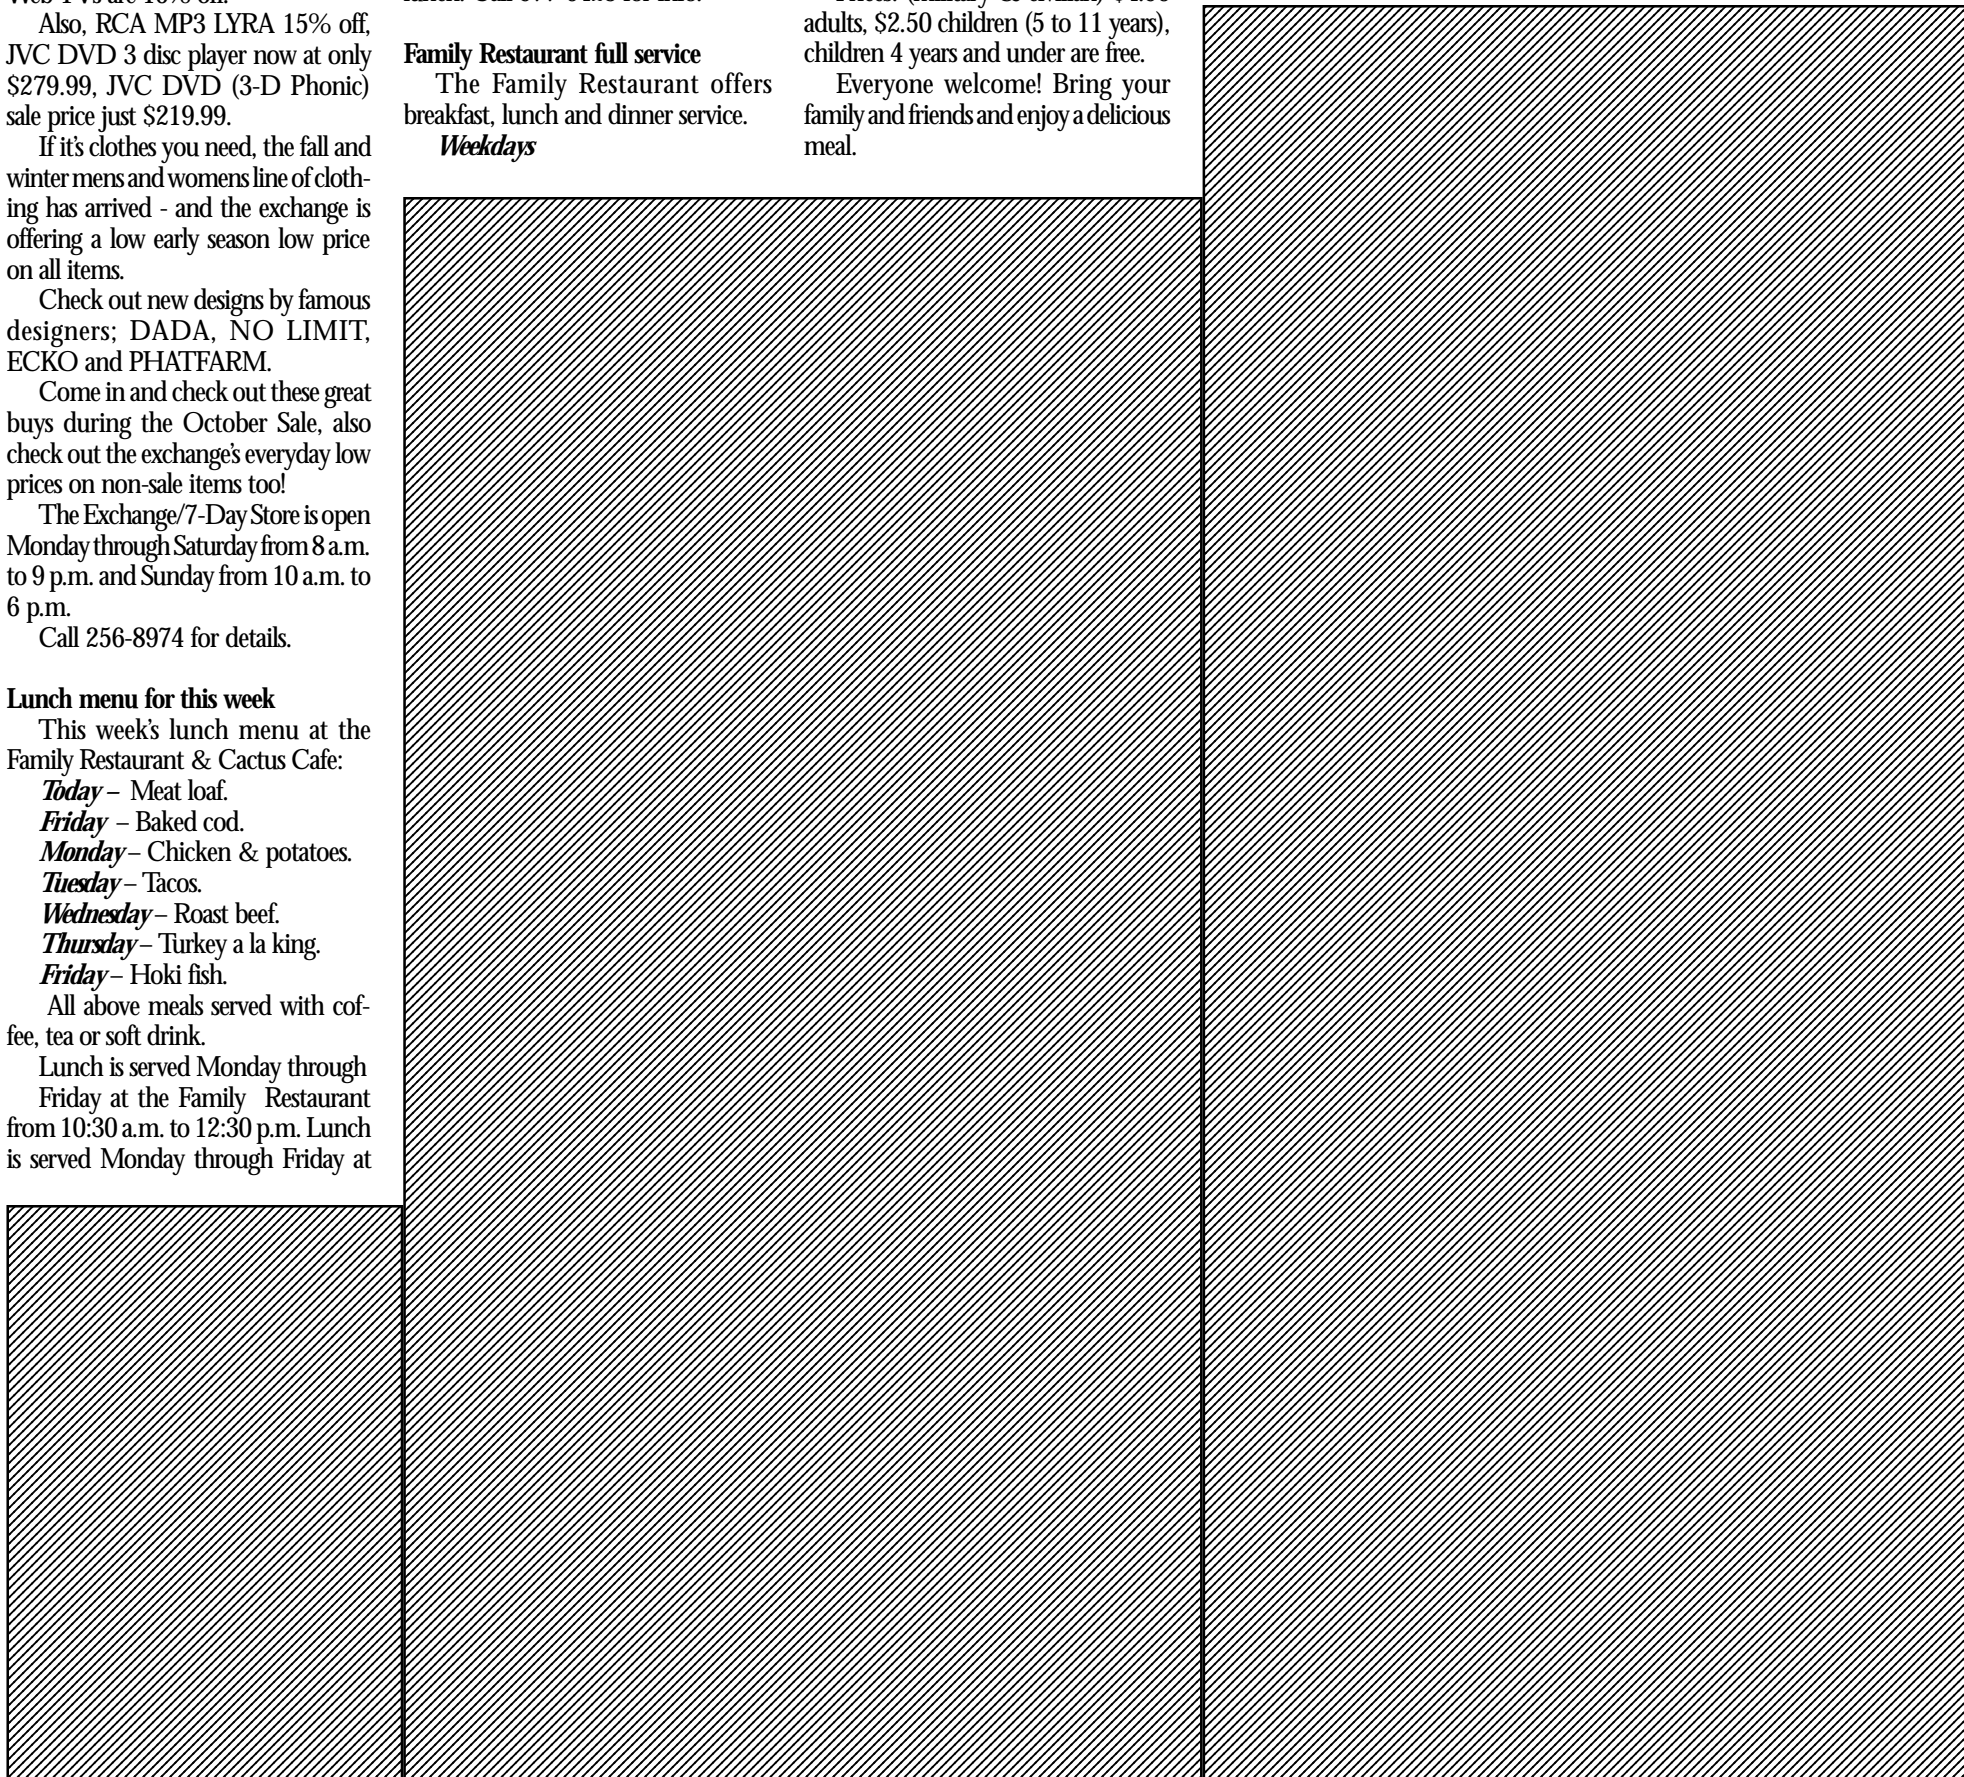 Also, RCA MP3 LYRA 15% off,
JVC DVD 3 disc player now at only
$279.99, JVC DVD (3-D Phonic)
sale price just $219.99.
If it's clothes you need, the fall and
winter mens and womens line of cloth-
ing has arrived - and the exchange is
offering a low early season low price
on all items.
Check out new designs by famous
designers; DADA, NO LIMIT,
ECKO and PHATFARM.
Come in and check out these great
buys during the October Sale, also
check out the exchange's everyday low
prices on non-sale items too!
The Exchange/7-Day Store is open
Monday through Saturday from 8 a.m.
to 9 p.m. and Sunday from 10 a.m. to
6 p.m.
Call 256-8974 for details.
Lunch menu for this week
This week's lunch menu at the
Family Restaurant & Cactus Cafe:
Today – Meat loaf.
Friday – Baked cod.
Monday – Chicken & potatoes.
Tuesday – Tacos.
Wednesday – Roast beef.
Thursday – Turkey a la king.
Friday – Hoki fish.
All above meals served with cof-
fee, tea or soft drink.
Lunch is served Monday through
Friday at the Family Restaurant
from 10:30 a.m. to 12:30 p.m. Lunch
is served Monday through Friday at
Family Restaurant full service
The Family Restaurant offers
breakfast, lunch and dinner service.
Weekdays
adults, $2.50 children (5 to 11 years),
children 4 years and under are free.
Everyone welcome! Bring your
family and friends and enjoy a delicious
meal.